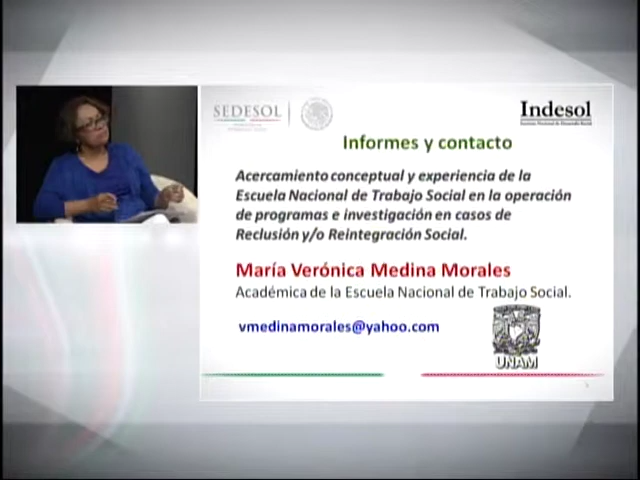 SEDESOL
Indesol
Informes y contacto
Acercamiento conceptual y experiencia de la
Escuela Nacional de Trabajo Social en la operación
de programas e investigación en casos de
Reclusión y/o Reintegración Social.
María Verónica Medina Morales
Académica de la Escuela Nacional de Trabajo Social.
vmedinamorales@yahoo.com
UNAM